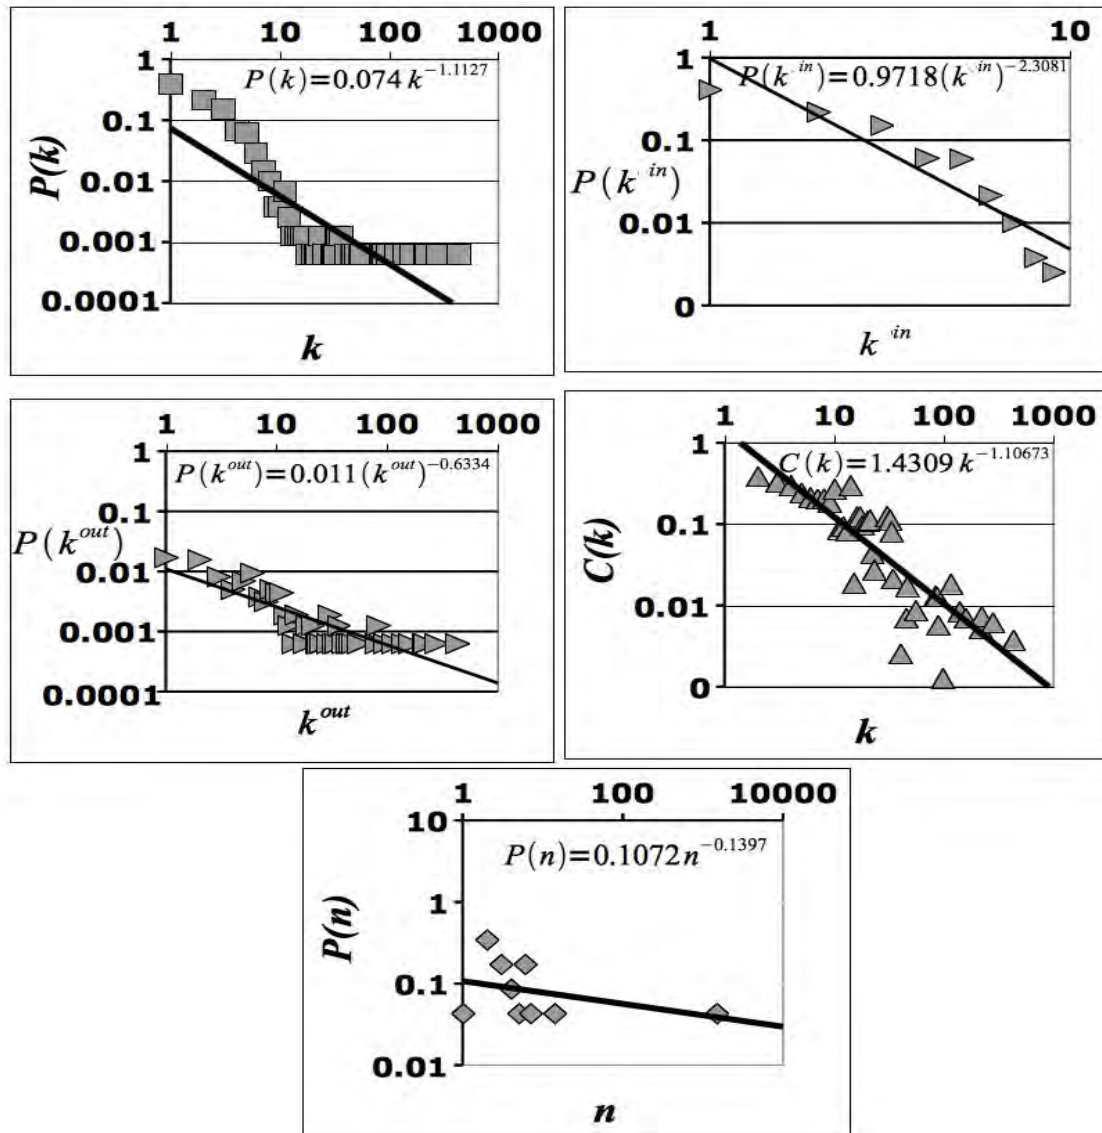 1 10 100 1000
1
P(k)=0.074 k^-1.1127
0.1
0.01
0.001
0.0001
P(k)
k
1 10
1
P(k^in)=0.9718(k^in)^-2.3081
0.1
P(k^in)
0.01
0
k^in
1 10 100 1000
1
P(k^out)=0.011(k^out)^-0.6334
0.1
P(k^out)
0.01
0.001
0.0001
k^out
1 10 100 1000
1
C(k)=1.4309 k^-1.10673
0.1
0.01
0
C(k)
k
1 100 10000
10
P(n)=0.1072 n^-0.1397
1
0.1
0.01
P(n)
n